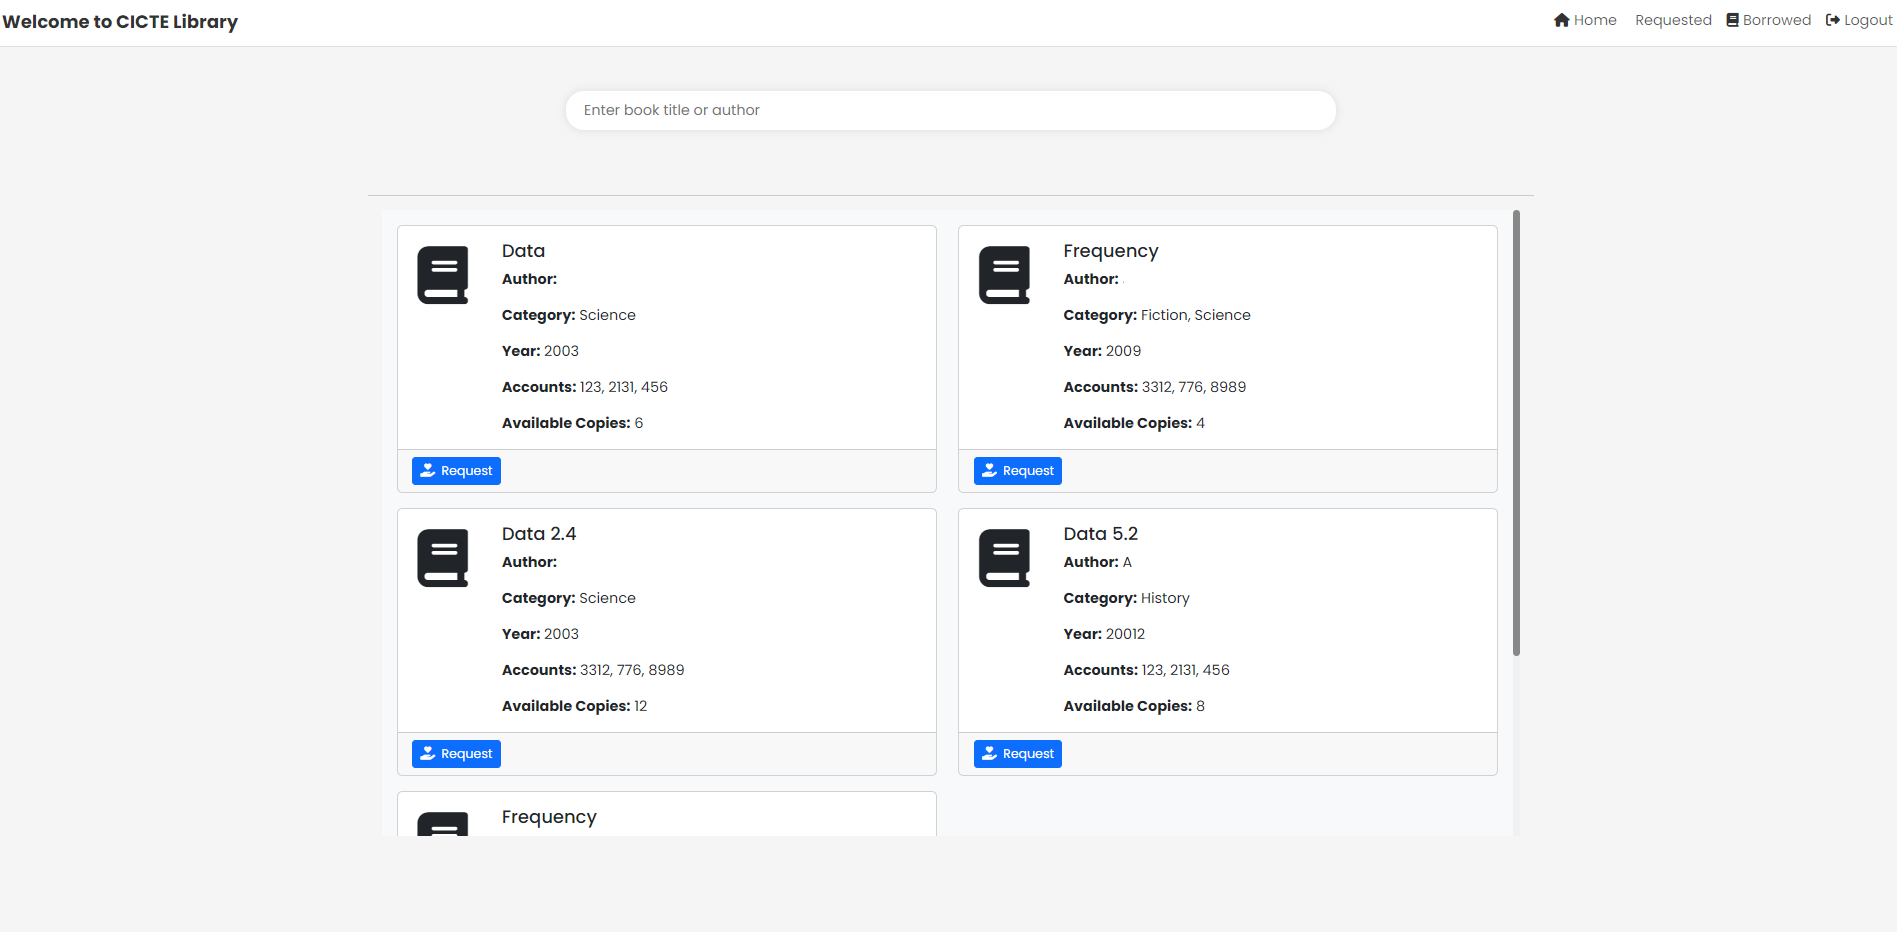 Welcome to CICTE Library
Home Requested Borrowed Logout
Enter book title or author
Data
Author:
Category: Science
Year: 2003
Accounts: 123, 2131, 456
Available Copies: 6
Request
Frequency
Author:
Category: Fiction, Science
Year: 2009
Accounts: 3312, 776, 8989
Available Copies: 4
Request
Data 2.4
Author:
Category: Science
Year: 2003
Accounts: 3312, 776, 8989
Available Copies: 12
Request
Data 5.2
Author: A
Category: History
Year: 20012
Accounts: 123, 2131, 456
Available Copies: 8
Request
Frequency